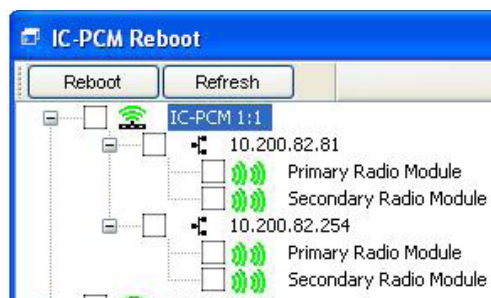 IC-PCM Reboot
Reboot Refresh
IC-PCM 1:1
10.200.82.81
Primary Radio Module
Secondary Radio Module
10.200.82.254
Primary Radio Module
Secondary Radio Module